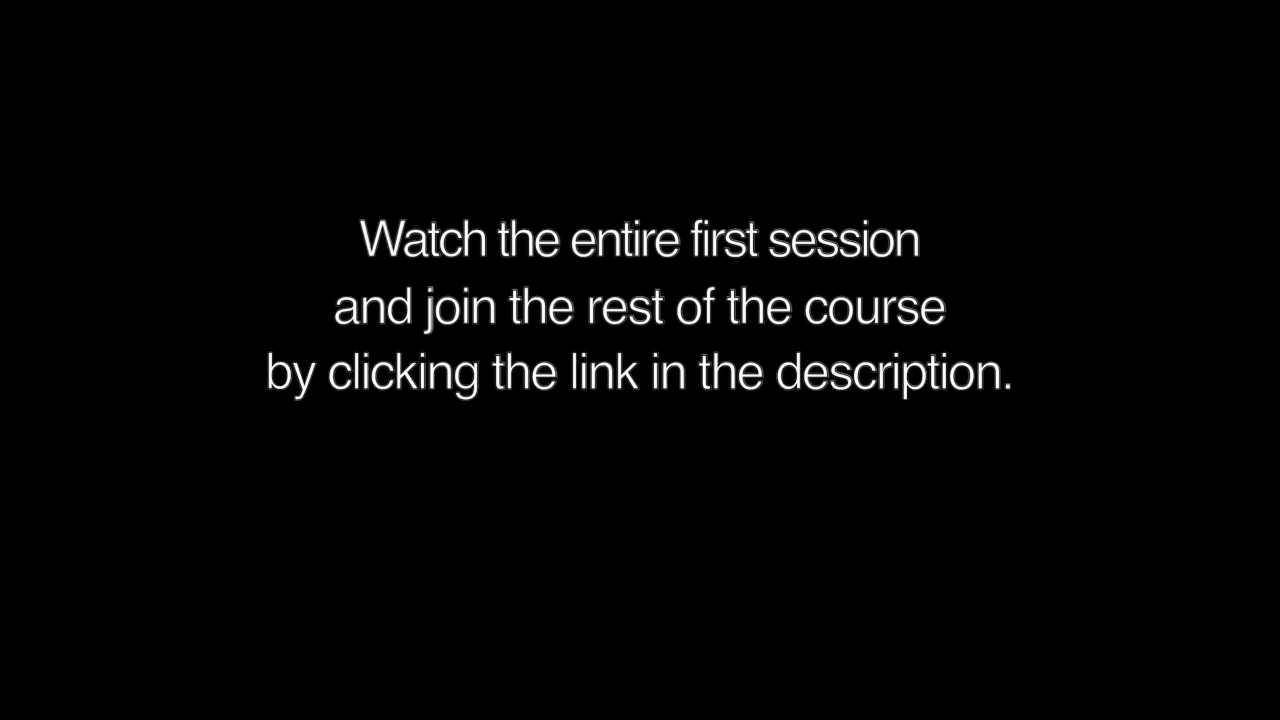 Watch the entire first session
and join the rest of the course
by clicking the link in the description.